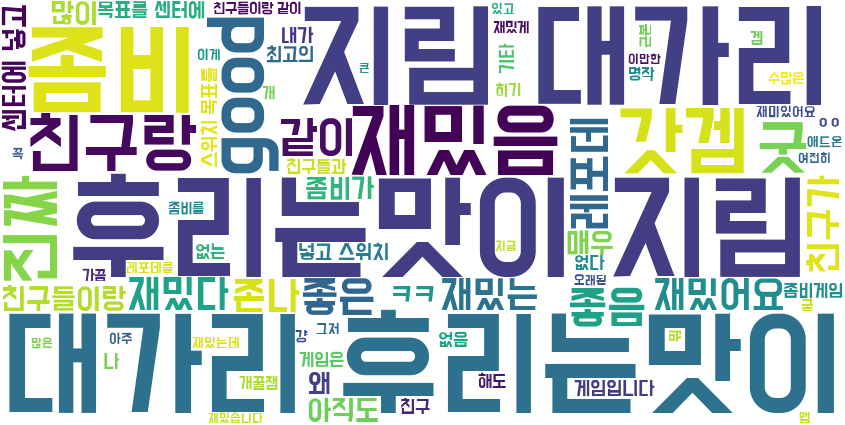 센터에 넣고
많이
목표를 센터에
친구들이랑 같이
good
내가
최고의
이게
좀비
스위치 목표를
개
큰
지림 대가리
있고
재밌게
기타
하기
이만한
명작
겜
수많은
친구랑
꼭
같이
친구들과
재밌음
레포데
갓겜
굿
재미있어요
ㅇㅇ
애드온
여전히
진짜
후리는맛이 지림
좀비가
좀비를
없는
넣고 스위치
지금
매우
없다
오래된
친구가
가끔
레포데를
친구들이랑
재밌다
존나
좋은
ㅋㅋ
재밌는
좋음
재밌어요
좀비게임
굳
대가리 후리는맛이
많은
아주
나
재밌는데
걍
그저
게임은
없음
개꿀잼
왜
아직도
친구
해도
게임입니다
재밌습니다
맵